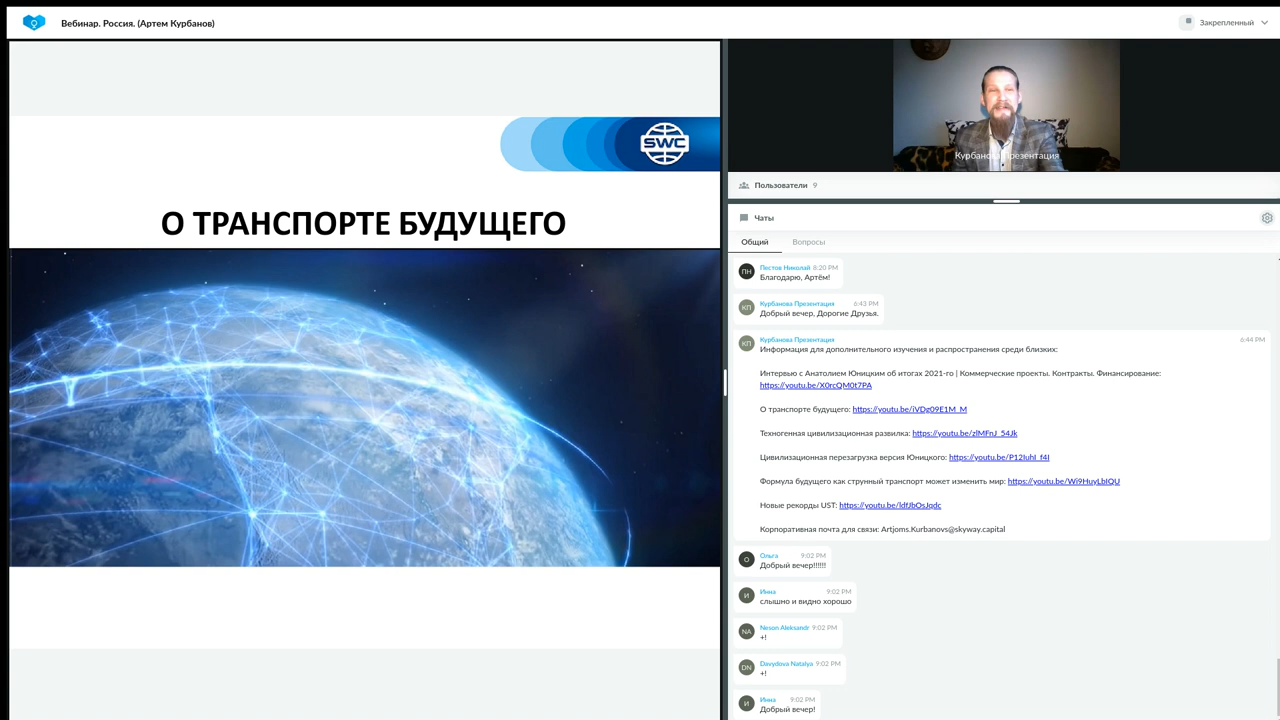 Вебинар. Россия. (Артем Курбанов)
Закрепленный
SWC
О ТРАНСПОРТЕ БУДУЩЕГО
Курбанова Презентация
Пользователи 9
Чаты
Общий Вопросы
ПН
Пестов Николай 8:20 PM
Благодарю, Артём!
КП
Курбанова Презентация 6:43 PM
Добрый вечер, Дорогие Друзья.
КП
Курбанова Презентация 6:44 PM
Информация для дополнительного изучения и распространения среди близких:
Интервью с Анатолием Юницким об итогах 2021-го | Коммерческие проекты. Контракты. Финансирование:
https://youtu.be/X0rcQM0t7PA
О транспорте будущего: https://youtu.be/iVDg09E1M_M
Техногенная цивилизационная развилка: https://youtu.be/zlMFnJ_54Jk
Цивилизационная перезагрузка версия Юницкого: https://youtu.be/P12IuhI_f4I
Формула будущего как струнный транспорт может изменить мир: https://youtu.be/Wi9HuyLbIQU
Новые рекорды UST: https://youtu.be/ldfJbOsJqdc
Корпоративная почта для связи: Artjoms.Kurbanovs@skyway.capital
О
Ольга 9:02 PM
Добрый вечер!!!!!!
И
Инна 9:02 PM
слышно и видно хорошо
NA
Neson Aleksandr 9:02 PM
+!
DN
Davydova Natalya 9:02 PM
+!
И
Инна 9:02 PM
Добрый вечер!